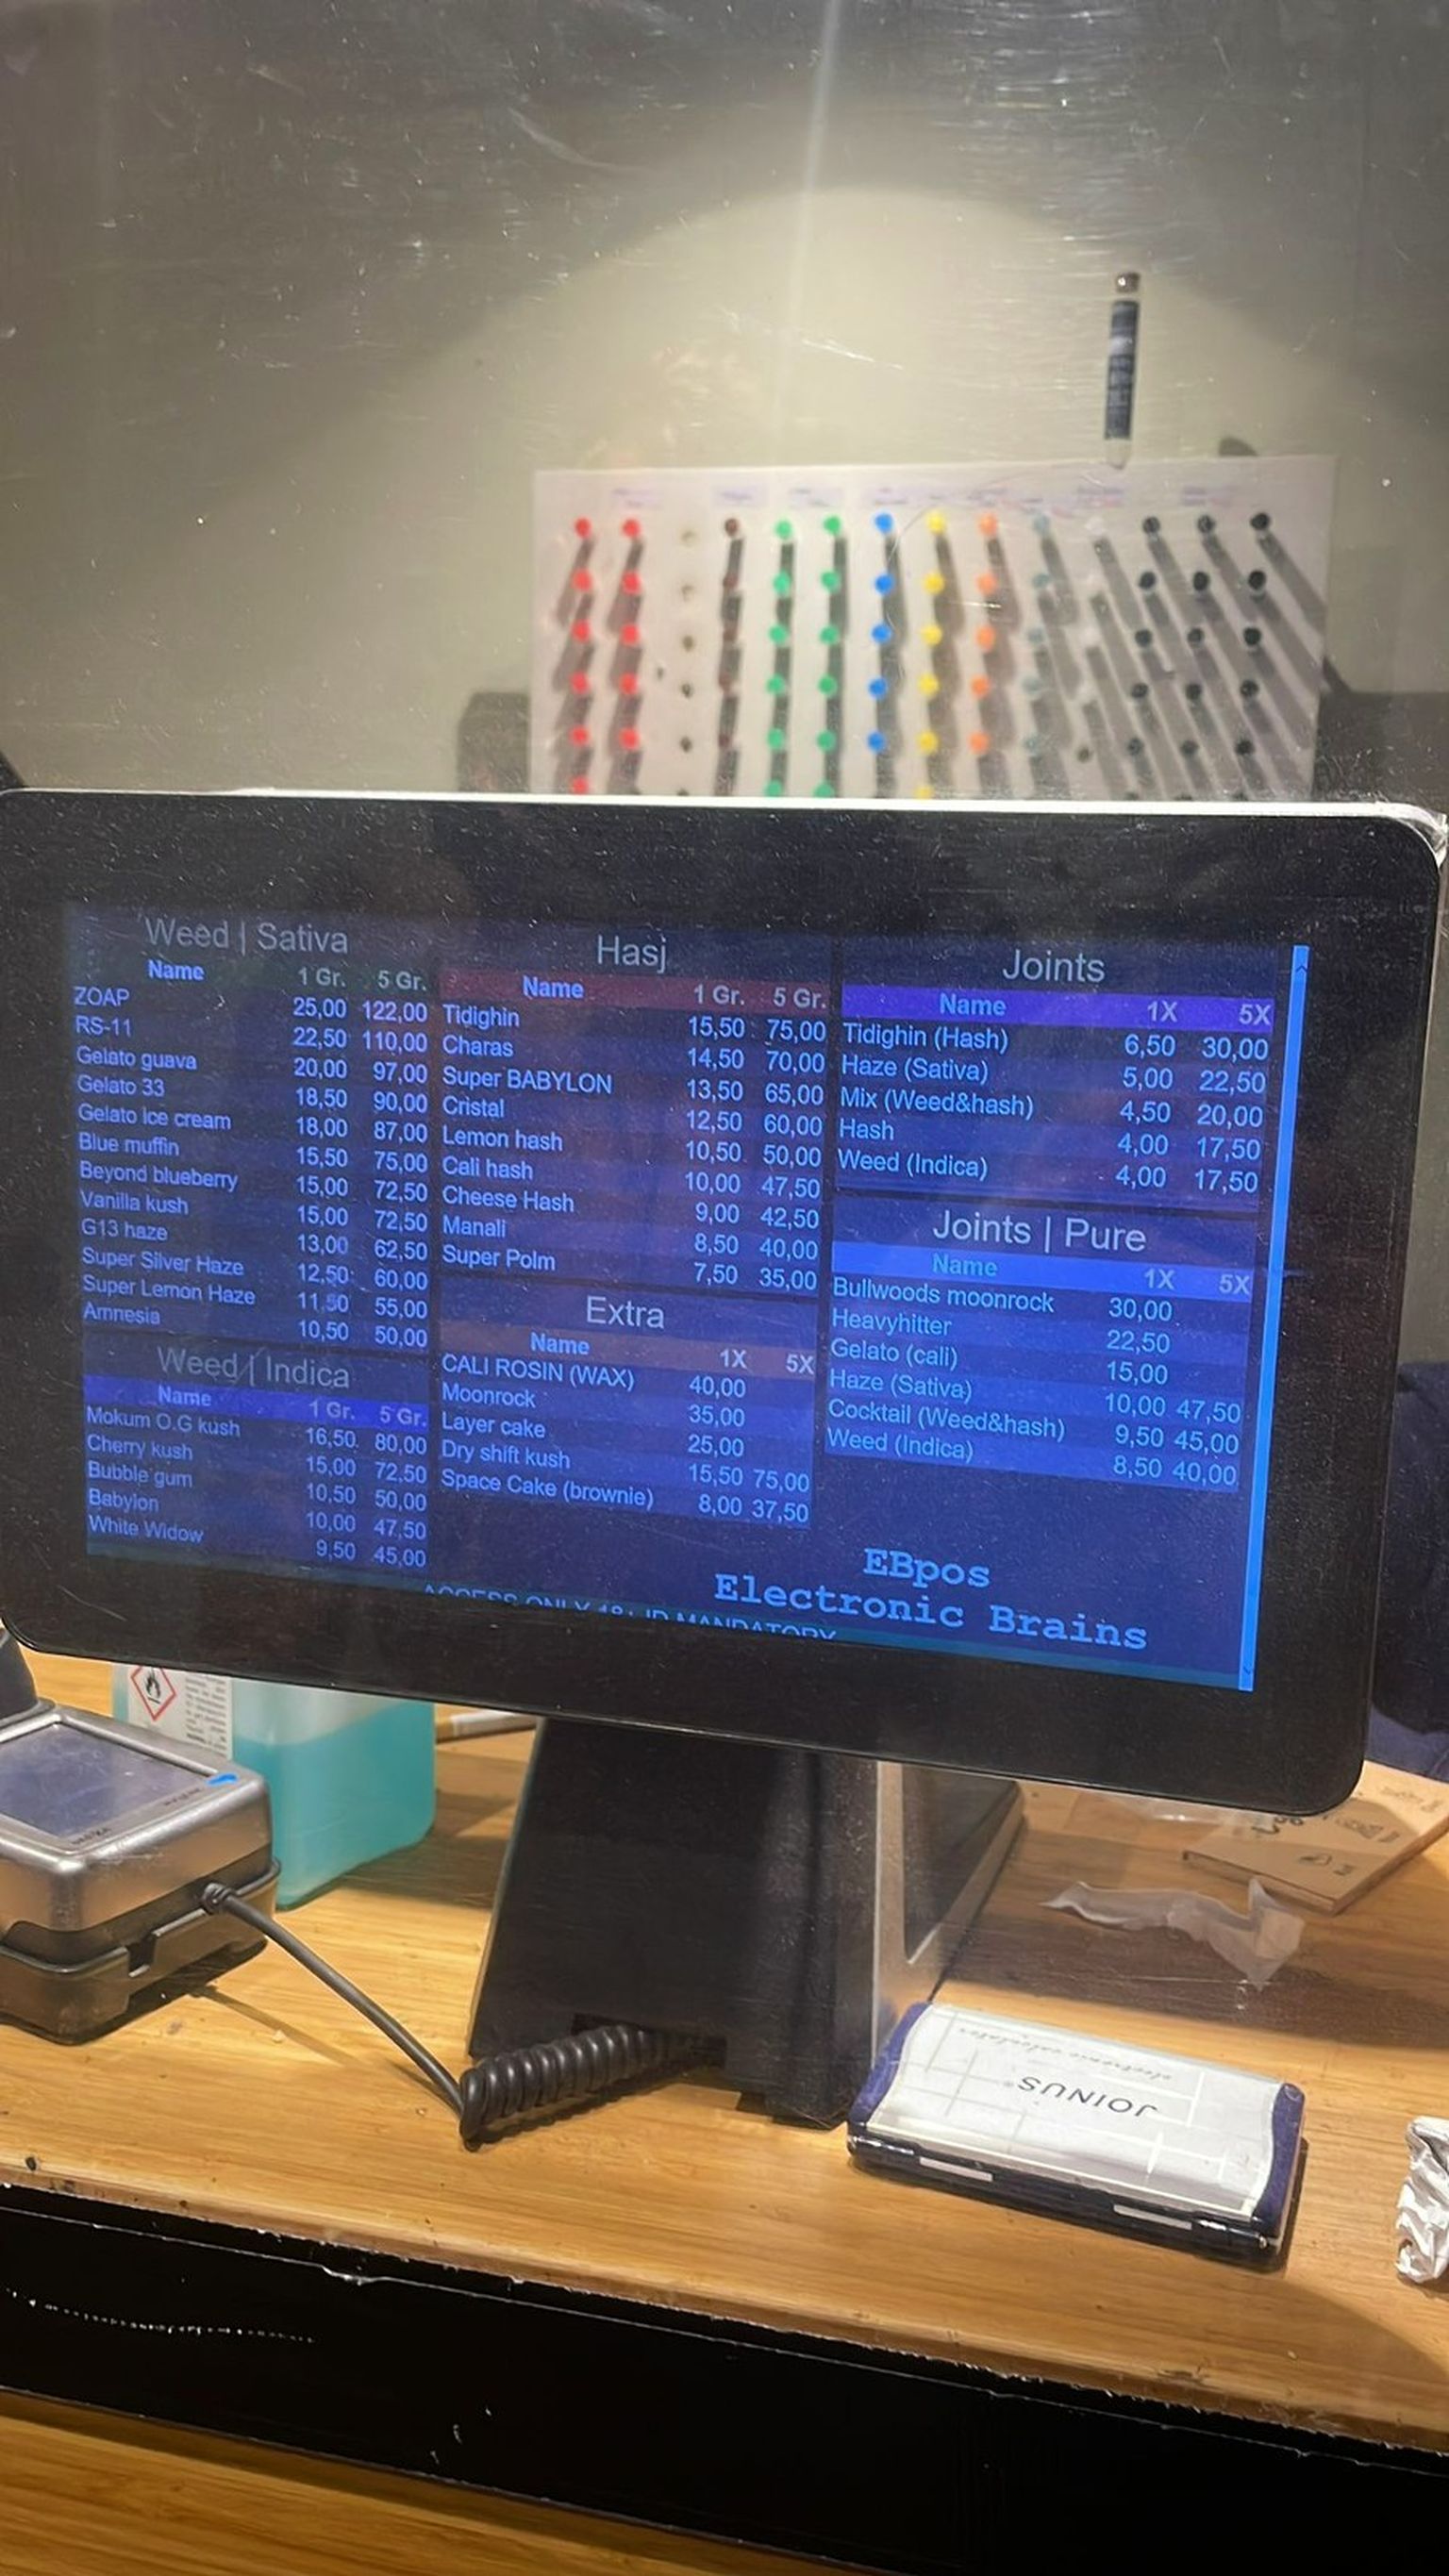 Weed | Sativa
Name 1 Gr. 5 Gr.
ZOAP 25,00 122,00
RS-11 22,50 110,00
Gelato guava 20,00 97,00
Gelato 33 18,50 90,00
Gelato ice cream 18,00 87,00
Blue muffin 15,50 75,00
Beyond blueberry 15,00 72,50
Vanilla kush 15,00 72,50
G13 haze 13,00 62,50
Super Silver Haze 12,50 60,00
Super Lemon Haze 11,50 55,00
Amnesia 10,50 50,00
Weed | Indica
Name 1 Gr. 5 Gr.
Mokum O.G kush 16,50 80,00
Cherry kush 15,00 72,50
Bubble gum 10,50 50,00
Babylon 10,00 47,50
White Widow 9,50 45,00
Hasj
Name 1 Gr. 5 Gr.
Tidighin 15,50 75,00
Charas 14,50 70,00
Super BABYLON 13,50 65,00
Cristal 12,50 60,00
Lemon hash 10,50 50,00
Cali hash 10,00 47,50
Cheese Hash 9,00 42,50
Manali 8,50 40,00
Super Polm 7,50 35,00
Extra
Name 1X 5X
CALI ROSIN (WAX) 40,00
Moonrock 35,00
Layer cake 25,00
Dry shift kush 15,50 75,00
Space Cake (brownie) 8,00 37,50
Joints
Name 1X 5X
Tidighin (Hash) 6,50 30,00
Haze (Sativa) 5,00 22,50
Mix (Weed&hash) 4,50 20,00
Hash 4,00 17,50
Weed (Indica) 4,00 17,50
Joints | Pure
Name 1X 5X
Bullwoods moonrock 30,00
Heavyhitter 22,50
Gelato (cali) 15,00
Haze (Sativa) 10,00 47,50
Cocktail (Weed&hash) 9,50 45,00
Weed (Indica) 8,50 40,00
EBpos
Electronic Brains
ACCESS ONLY 18+ ID MANDATORY
JOINUS
electronic calculator